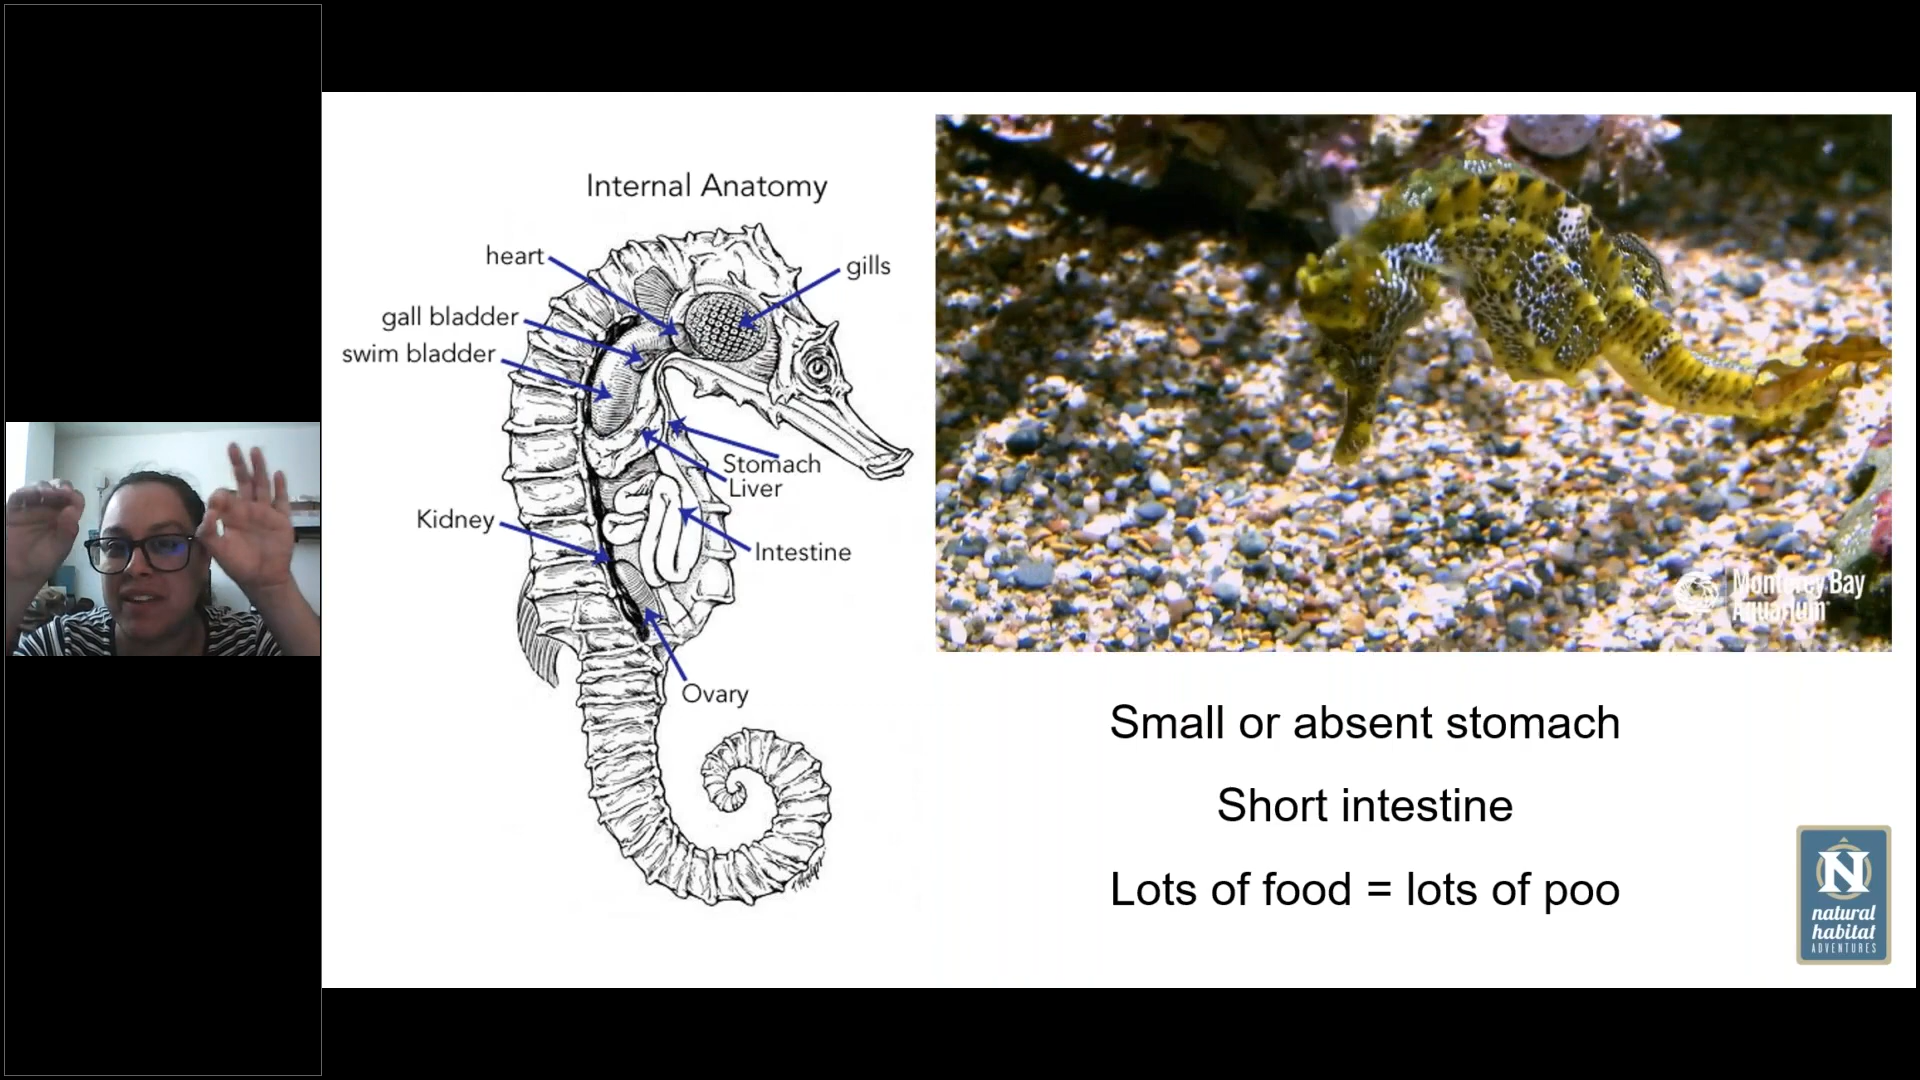 Internal Anatomy
heart
gills
gall bladder
swim bladder
Stomach
Liver
Kidney
Intestine
Ovary
Monterey Bay
Aquarium
Small or absent stomach
Short intestine
Lots of food = lots of poo
N
natural
habitat
ADVENTURES